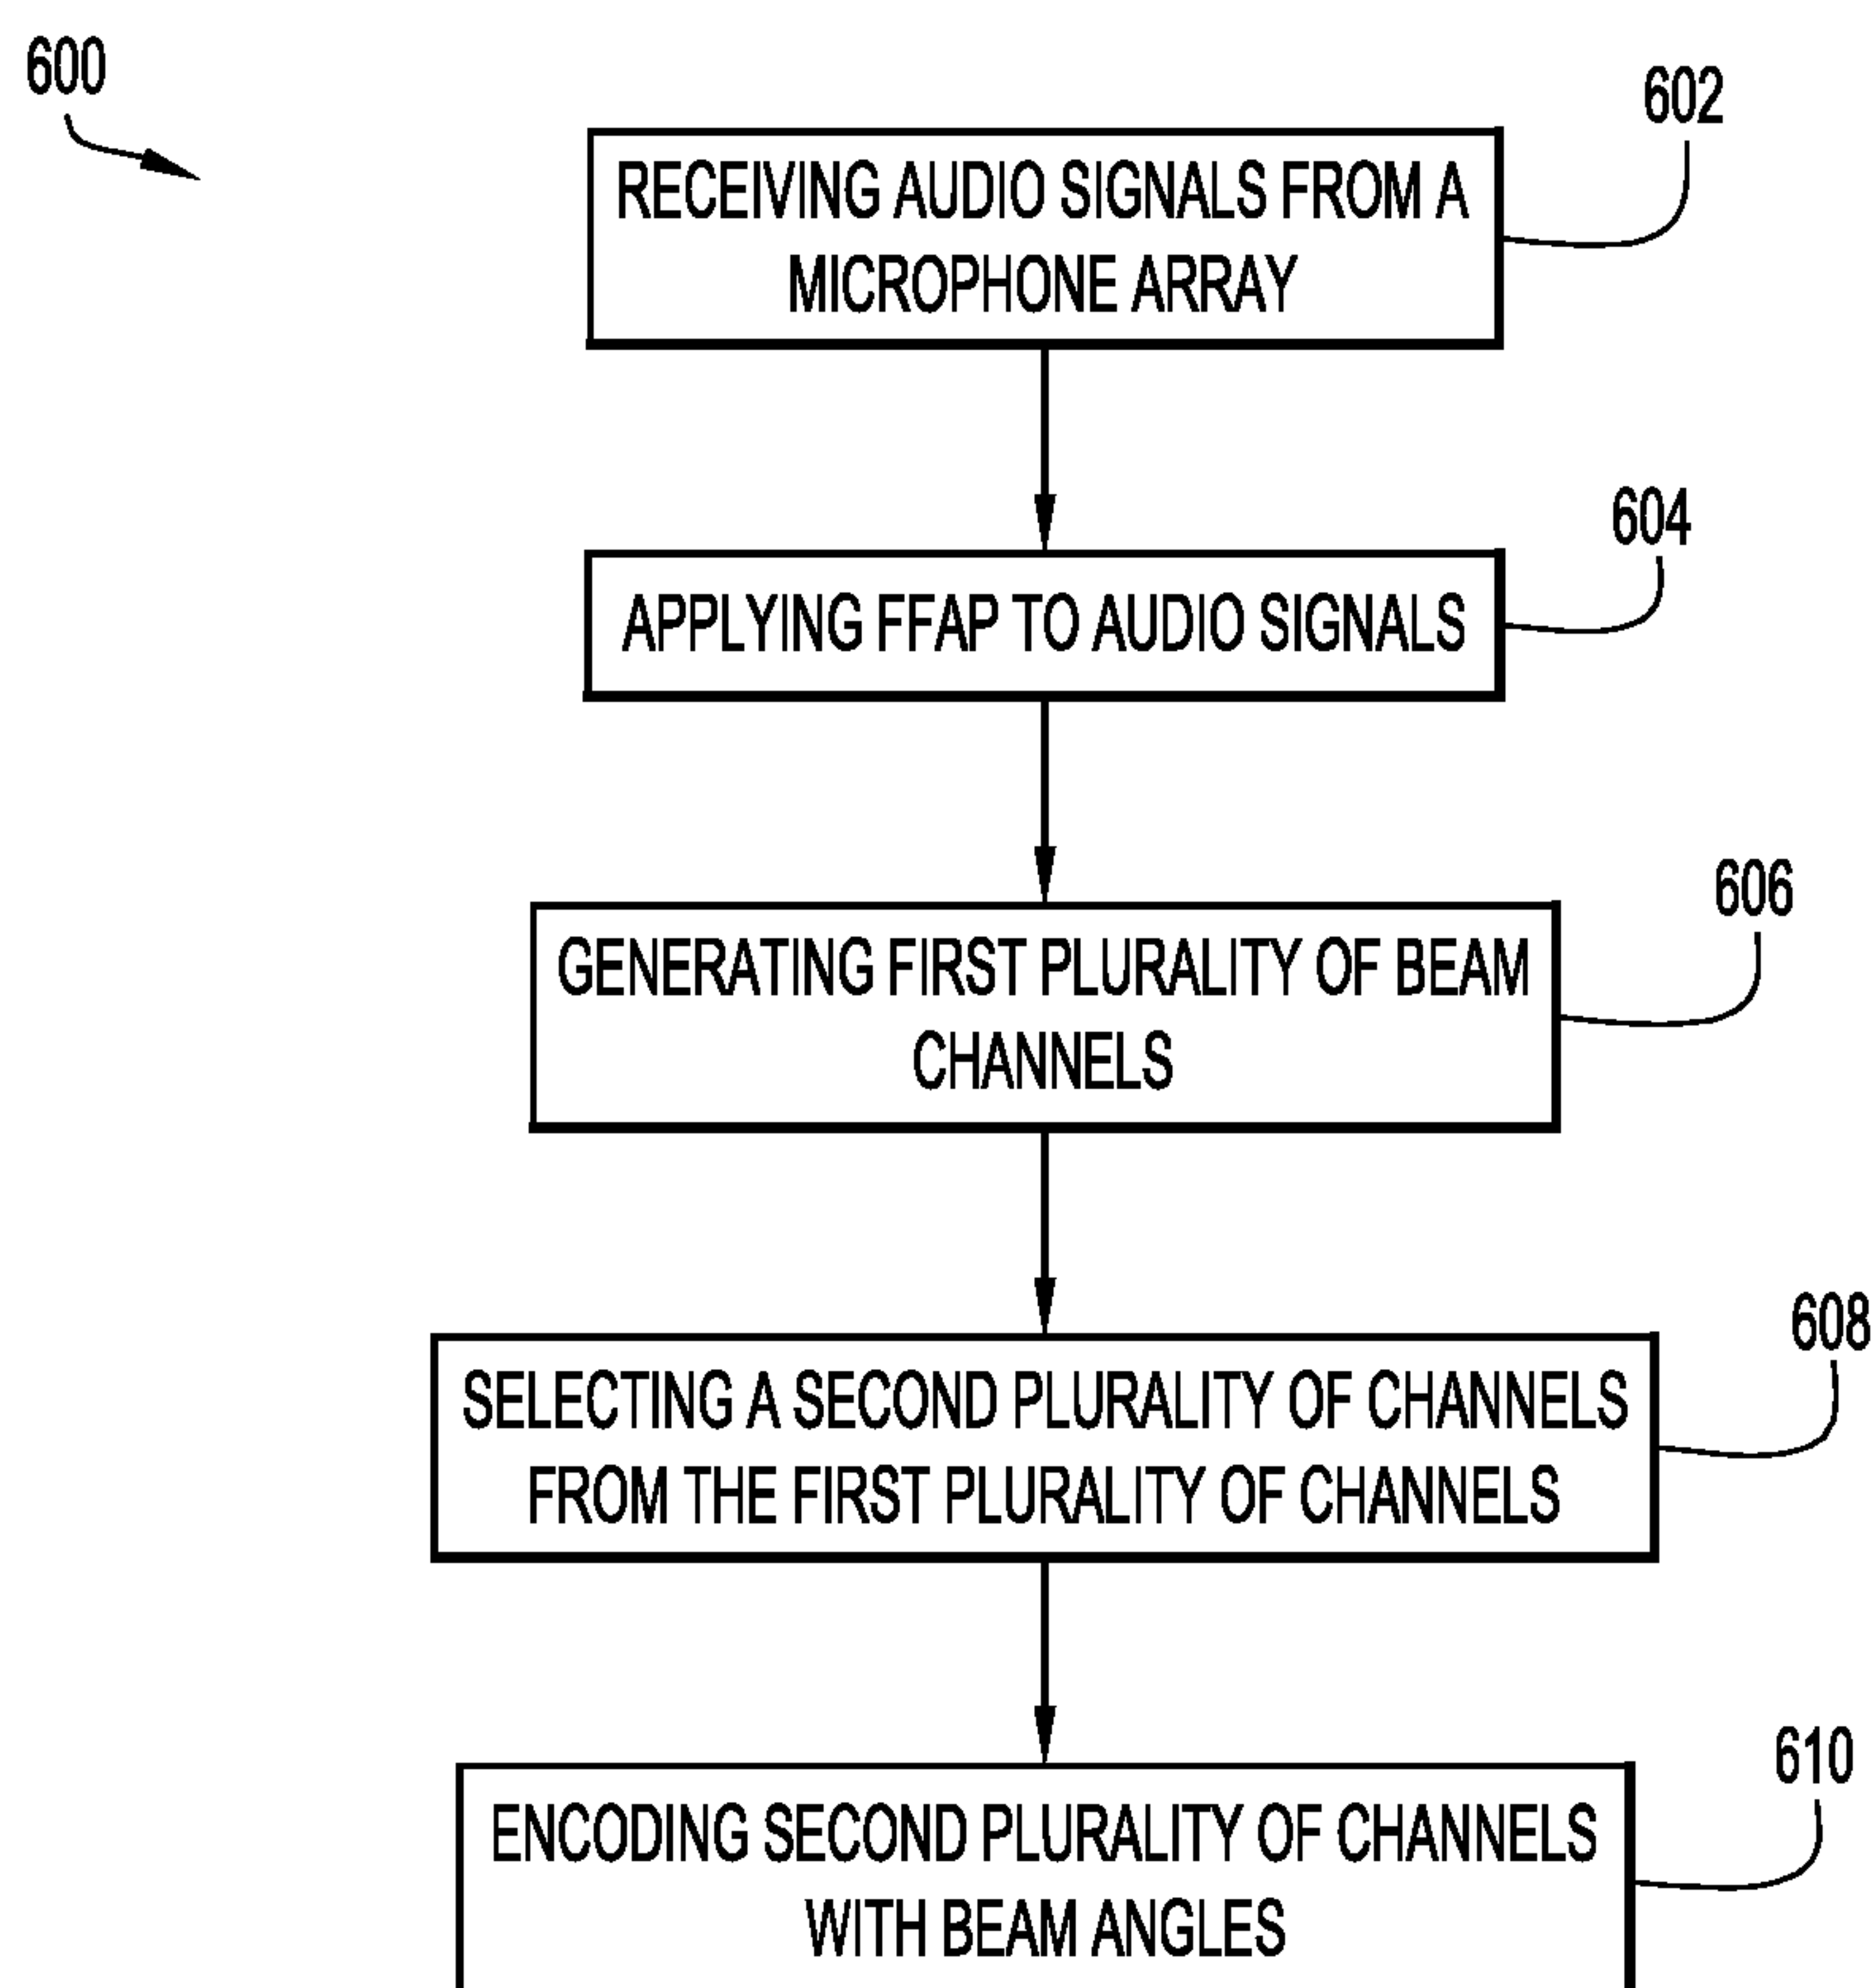 600
602
RECEIVING AUDIO SIGNALS FROM A
MICROPHONE ARRAY
604
APPLYING FFAP TO AUDIO SIGNALS
606
GENERATING FIRST PLURALITY OF BEAM
CHANNELS
608
SELECTING A SECOND PLURALITY OF CHANNELS
FROM THE FIRST PLURALITY OF CHANNELS
610
ENCODING SECOND PLURALITY OF CHANNELS
WITH BEAM ANGLES